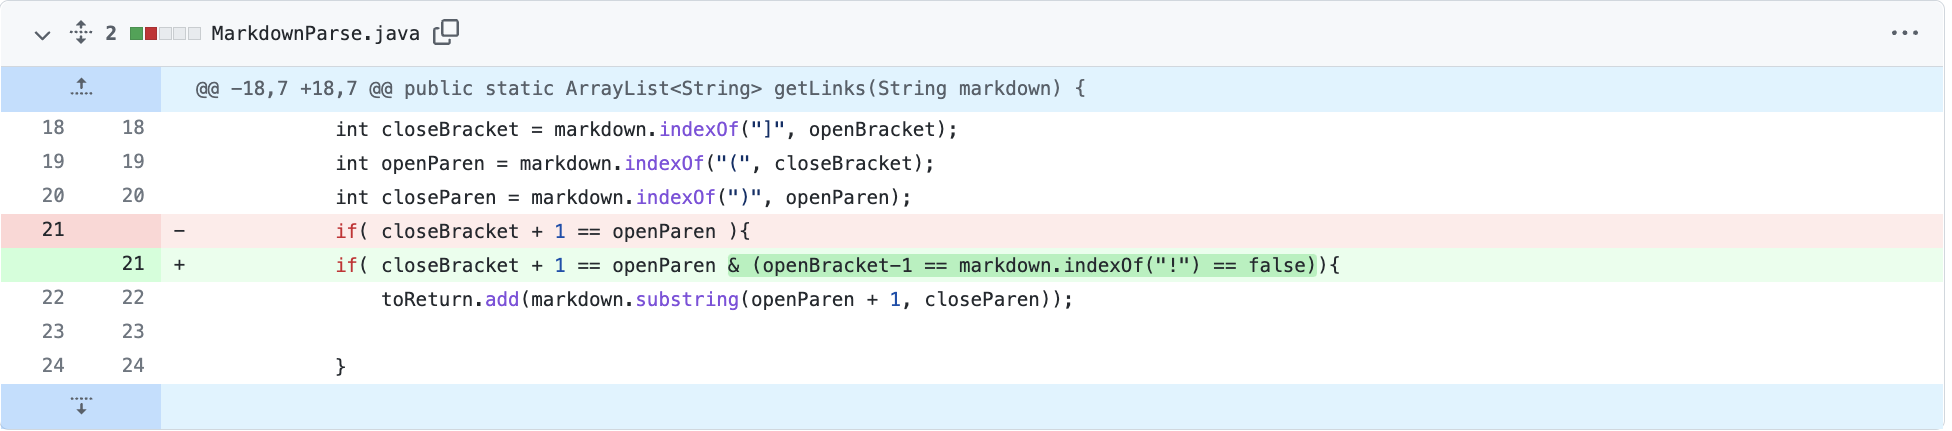 2 MarkdownParse.java
@@ -18,7 +18,7 @@ public static ArrayList<String> getLinks(String markdown) {
18 18 int closeBracket = markdown.indexOf("]", openBracket);
19 19 int openParen = markdown.indexOf("(", closeBracket);
20 20 int closeParen = markdown.indexOf(")", openParen);
21 - if( closeBracket + 1 == openParen ){
21 + if( closeBracket + 1 == openParen & (openBracket-1 == markdown.indexOf("!") == false)){
22 22 toReturn.add(markdown.substring(openParen + 1, closeParen));
23 23
24 24 }